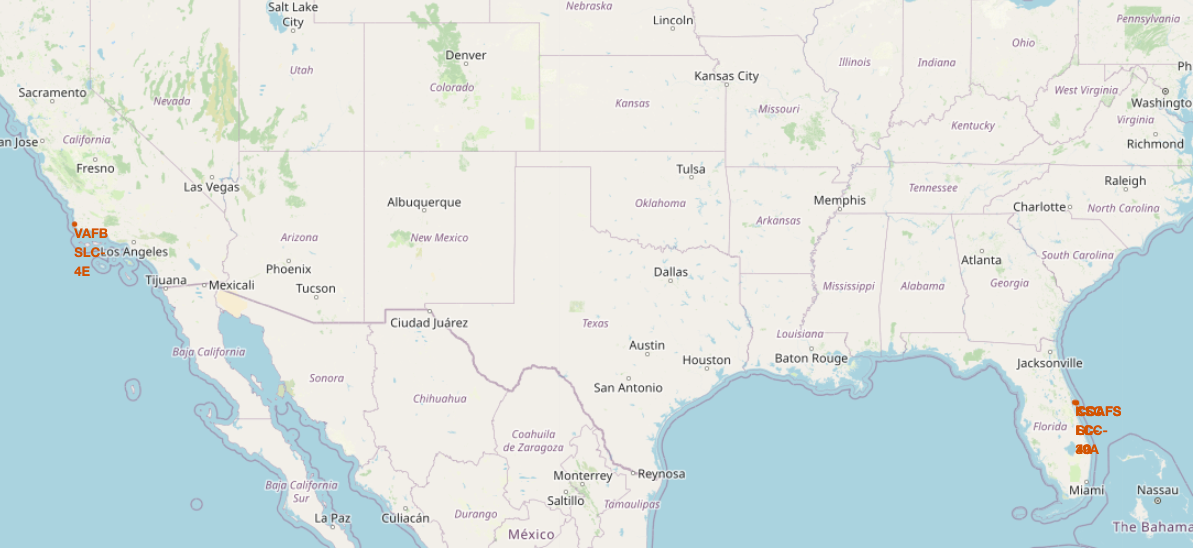 Salt Lake
City
Nebraska
Lincoln
Pennsylvania
Ohio
Denver
Utah
Illinois
Indiana
Kansas City
Ph
Sacramento
Nevada
Colorado
Kansas
Missouri
West Virginia
Washingto
Virginia
an Jose
California
Kentucky
Richmond
Fresno
Las Vegas
Tulsa
Raleigh
Albuquerque
Oklahoma
Memphis
Tennessee
Charlotte
North Carolina
Arkansas
VAFB
SLC-
4E
Los Angeles
Arizona
New Mexico
Atlanta
South Carolina
Phoenix
Dallas
Tijuana
Mexicali
Tucson
Mississippi
Alabama
Georgia
Ciudad Juárez
Texas
Louisiana
Baja California
Austin
Houston
Baton Rouge
Jacksonville
Sonora
San Antonio
Chihuahua
Florida
Coahuila
de Zaragoza
Monterrey
Reynosa
Baja California
Sur
Saltillo
Tamaulipas
Miami
Nassau
La Paz
Culiacán
Durango
México
The Bahama